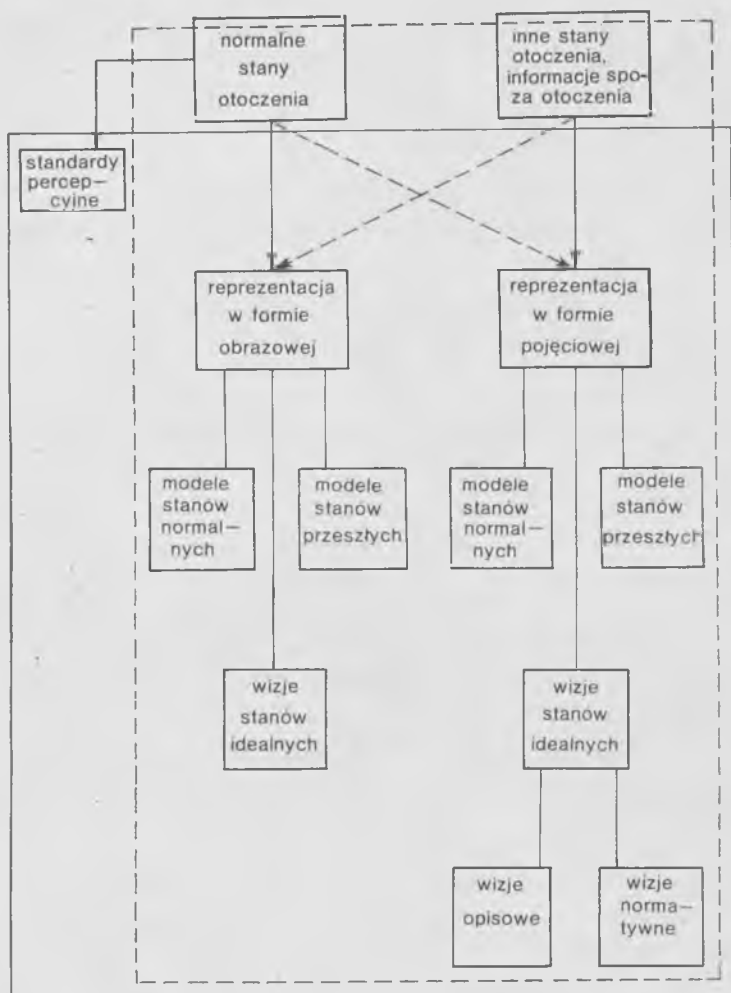 normalne
stany
otoczenia
inne stany
otoczenia,
informacje spo-
za otoczenia
standardy
percep-
cyjne
reprezentacja
w formie
obrazowej
reprezentacja
w formie
pojęciowej
modele
stanów
normal-
nych
modele
stanów
przeszłych
modele
stanów
normal-
nych
modele
stanów
przeszłych
wizje
stanów
idealnych
wizje
stanów
idealnych
wizje
opisowe
wizje
norma-
tywne